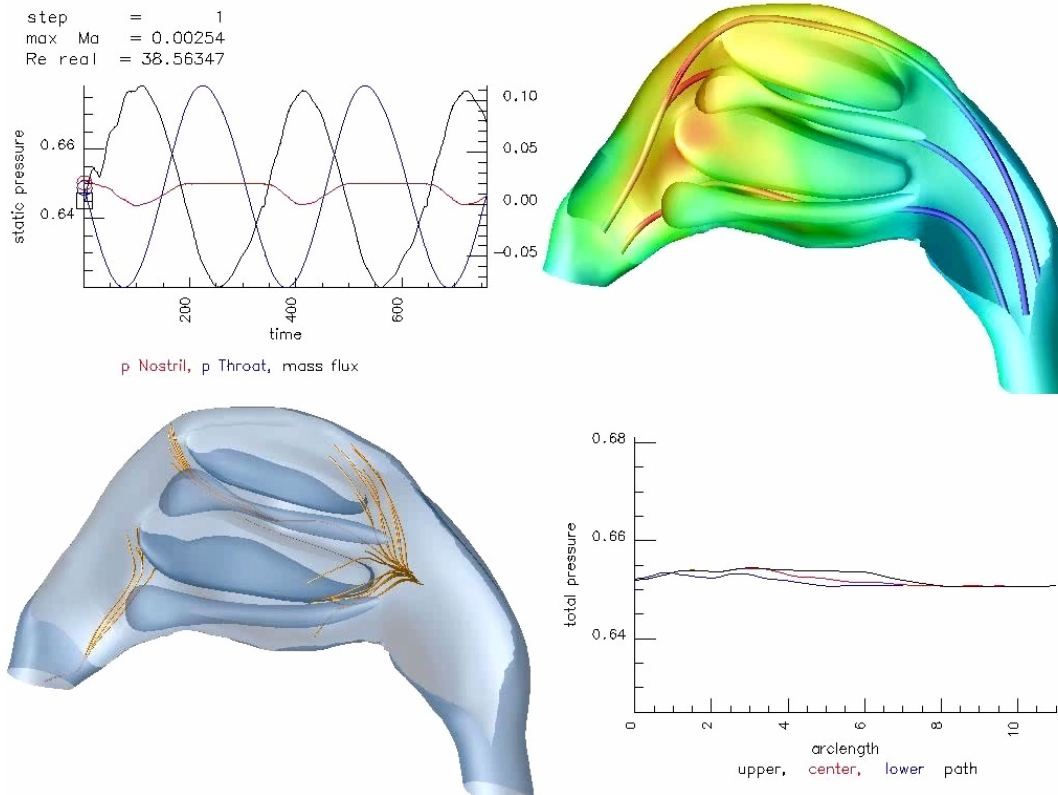 step = 1
max Ma = 0.00254
Re real = 38.56347
static pressure
0.66
0.64
0.10
0.05
0.00
-0.05
200
400
600
time
p Nostril, p Throat, mass flux
total pressure
0.68
0.66
0.64
0
2
4
6
8
10
arclength
upper, center, lower path